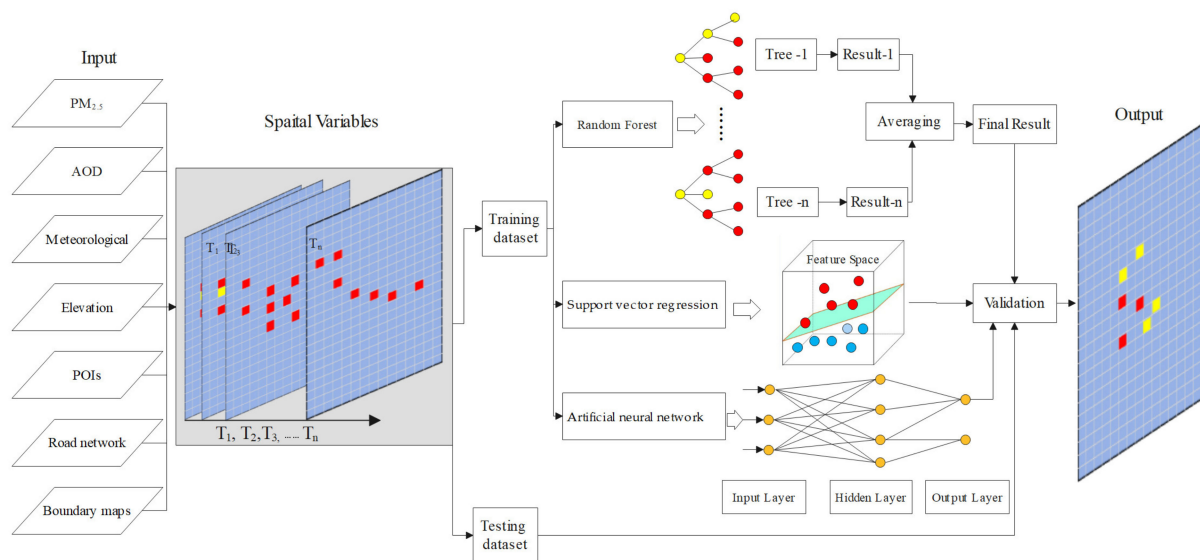 Input
PM2.5
AOD
Meteorological
Elevation
POIs
Road network
Boundary maps
Spaital Variables
T1
T2
T3
Tn
T1, T2,T3, ...... Tn
Training
dataset
Testing
dataset
Random Forest
Support vector regression
Artificial neural network
Tree -1
Result-1
Tree -n
Result-n
Averaging
Final Result
Feature Space
Input Layer
Hidden Layer
Output Layer
Validation
Output